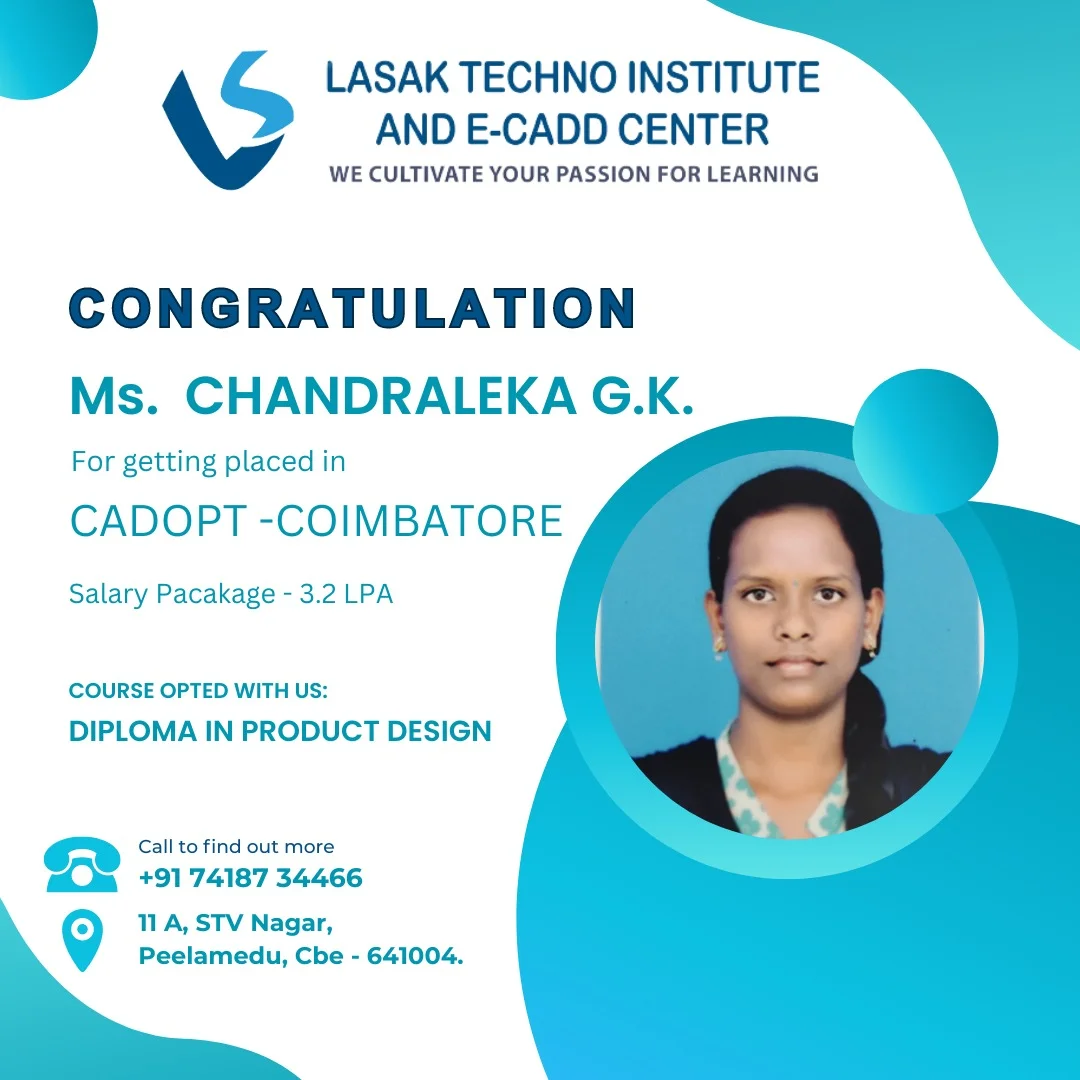 LASAK TECHNO INSTITUTE
AND E-CADD CENTER
WE CULTIVATE YOUR PASSION FOR LEARNING
CONGRATULATION
Ms. CHANDRALEKA G.K.
For getting placed in
CADOPT -COIMBATORE
Salary Pacakage - 3.2 LPA
COURSE OPTED WITH US:
DIPLOMA IN PRODUCT DESIGN
Call to find out more
+91 74187 34466
11 A, STV Nagar,
Peelamedu, Cbe - 641004.